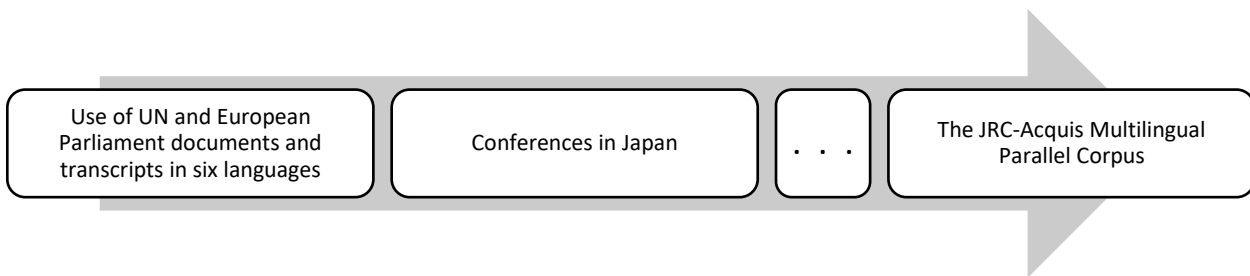 Use of UN and European
Parliament documents and
transcripts in six languages
Conferences in Japan
. . .
The JRC-Acquis Multilingual
Parallel Corpus